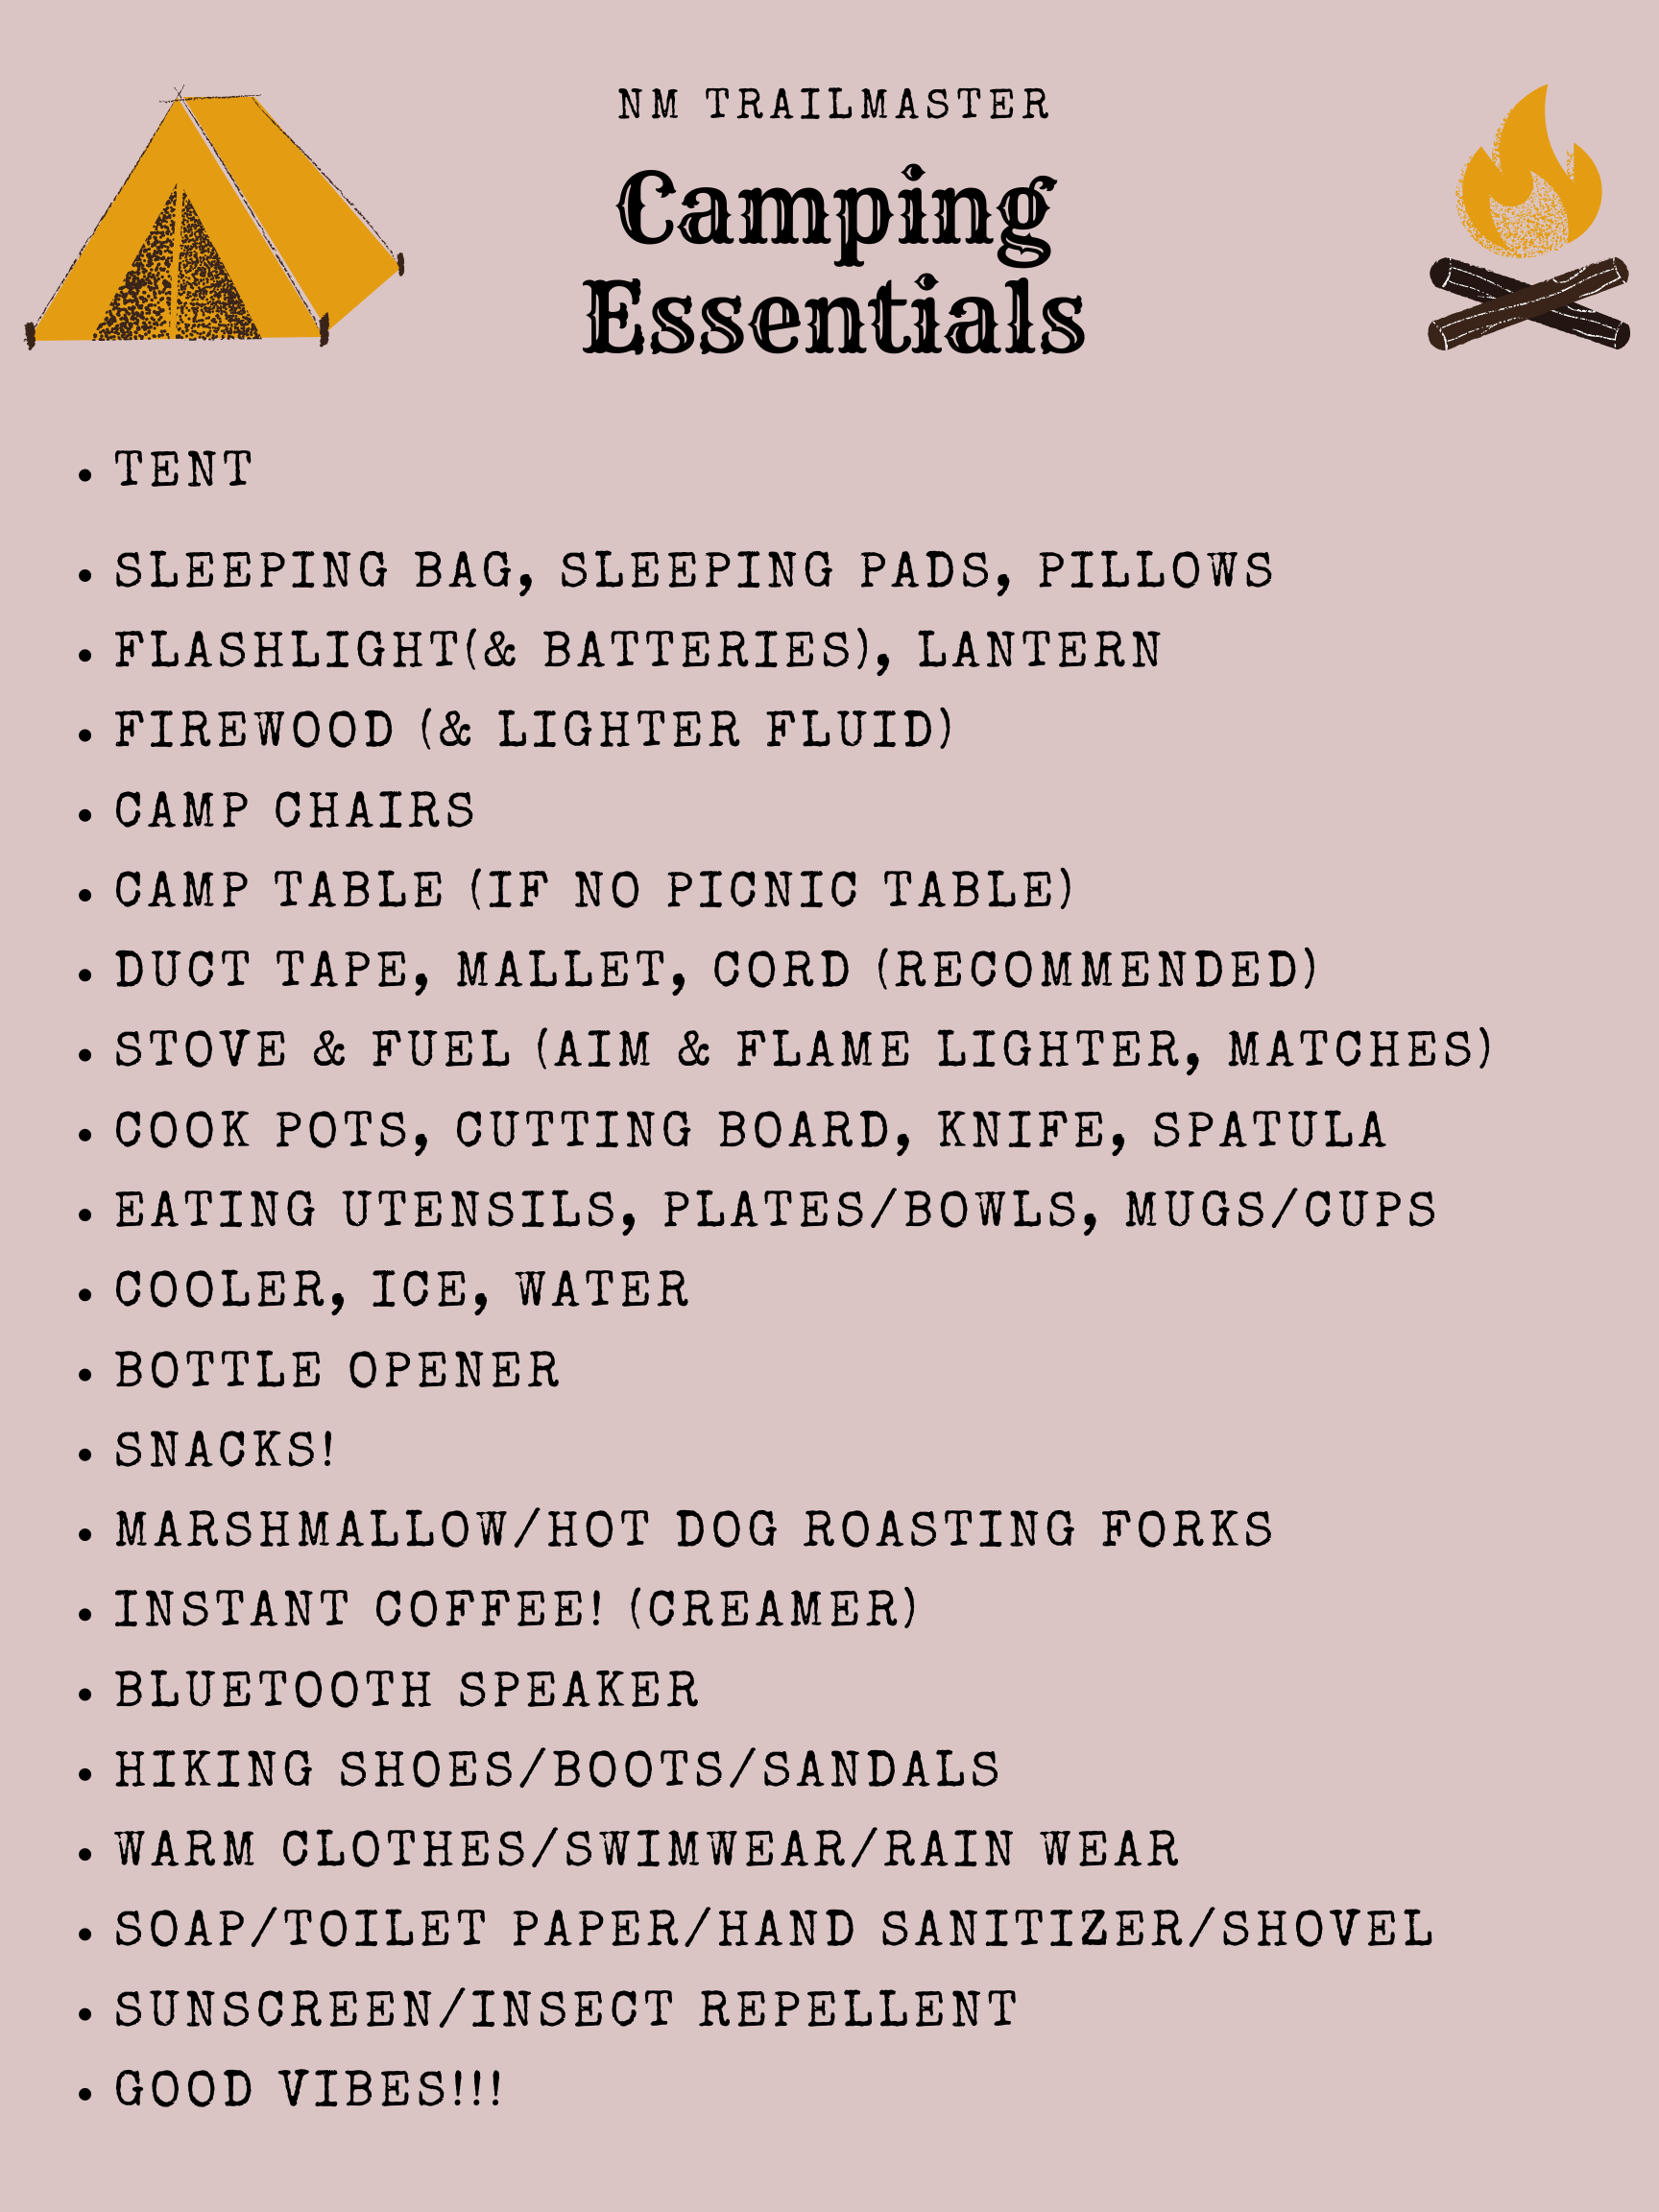 NM TRAILMASTER
Camping
Essentials
• TENT
• SLEEPING BAG, SLEEPING PADS, PILLOWS
• FLASHLIGHT(& BATTERIES), LANTERN
• FIREWOOD (& LIGHTER FLUID)
• CAMP CHAIRS
• CAMP TABLE (IF NO PICNIC TABLE)
• DUCT TAPE, MALLET, CORD (RECOMMENDED)
• STOVE & FUEL (AIM & FLAME LIGHTER, MATCHES)
• COOK POTS, CUTTING BOARD, KNIFE, SPATULA
• EATING UTENSILS, PLATES/BOWLS, MUGS/CUPS
• COOLER, ICE, WATER
• BOTTLE OPENER
• SNACKS!
• MARSHMALLOW/HOT DOG ROASTING FORKS
• INSTANT COFFEE! (CREAMER)
• BLUETOOTH SPEAKER
• HIKING SHOES/BOOTS/SANDALS
• WARM CLOTHES/SWIMWEAR/RAIN WEAR
• SOAP/TOILET PAPER/HAND SANITIZER/SHOVEL
• SUNSCREEN/INSECT REPELLENT
• GOOD VIBES!!!